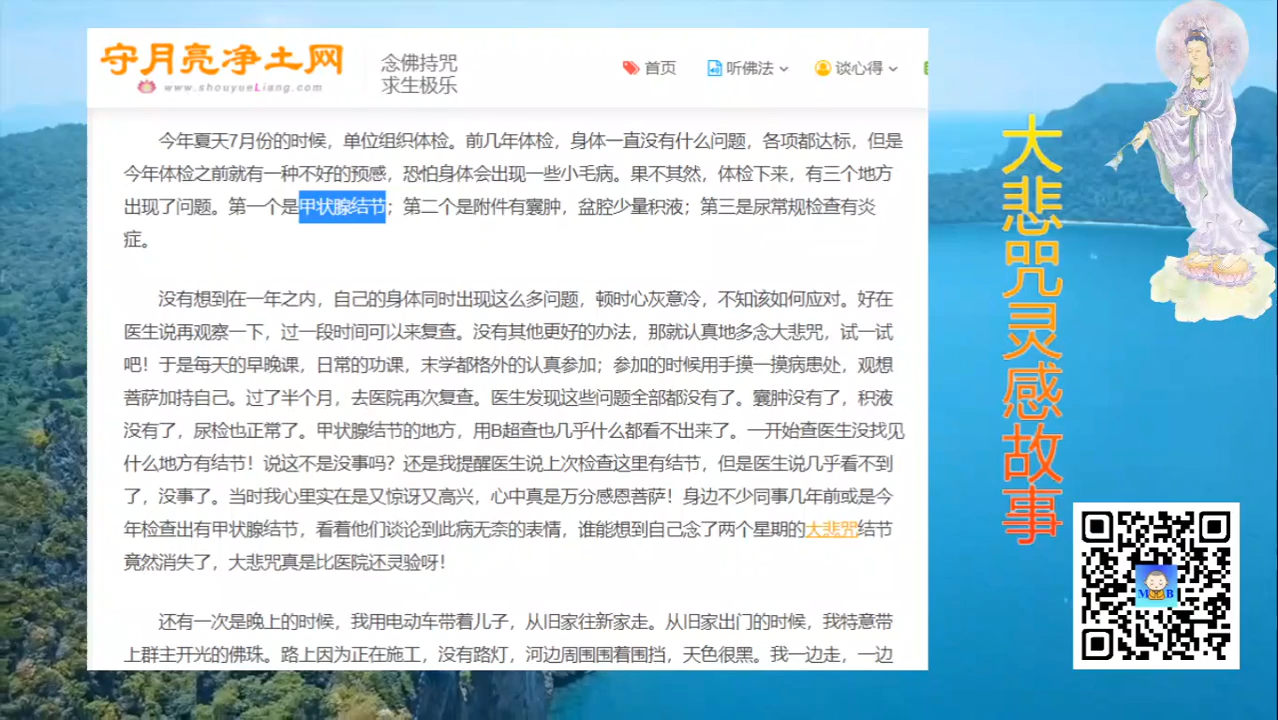 守月亮净土网
www.shouyueLiang.com
念佛持咒
求生极乐
首页
听佛法
谈心得
今年夏天7月份的时候，单位组织体检。前几年体检，身体一直没有什么问题，各项都达标，但是
今年体检之前就有一种不好的预感，恐怕身体会出现一些小毛病。果不其然，体检下来，有三个地方
出现了问题。第一个是甲状腺结节；第二个是附件有囊肿，盆腔少量积液；第三是尿常规检查有炎
症。
没有想到在一年之内，自己的身体同时出现这么多问题，顿时心灰意冷，不知该如何应对。好在
医生说再观察一下，过一段时间可以来复查。没有其他更好的办法，那就认真地多念大悲咒，试一试
吧！于是每天的早晚课，日常的功课，末学都格外的认真参加；参加的时候用手摸一摸病患处，观想
菩萨加持自己。过了半个月，去医院再次复查。医生发现这些问题全部都没有了。囊肿没有了，积液
没有了，尿检也正常了。甲状腺结节的地方，用B超查也几乎什么都看不出来了。一开始查医生没找见
什么地方有结节！说这不是没事吗？还是我提醒医生说上次检查这里有结节，但是医生说几乎看不到
了，没事了。当时我心里实在是又惊讶又高兴，心中真是万分感恩菩萨！身边不少同事几年前或是今
年检查出有甲状腺结节，看着他们谈论到此病无奈的表情，谁能想到自己念了两个星期的大悲咒结节
竟然消失了，大悲咒真是比医院还灵验呀！
还有一次是晚上的时候，我用电动车带着儿子，从旧家往新家走。从旧家出门的时候，我特意带
上群主开光的佛珠。路上因为正在施工，没有路灯，河边周围围着围挡，天色很黑。我一边走，一边
大悲咒灵感故事
M B